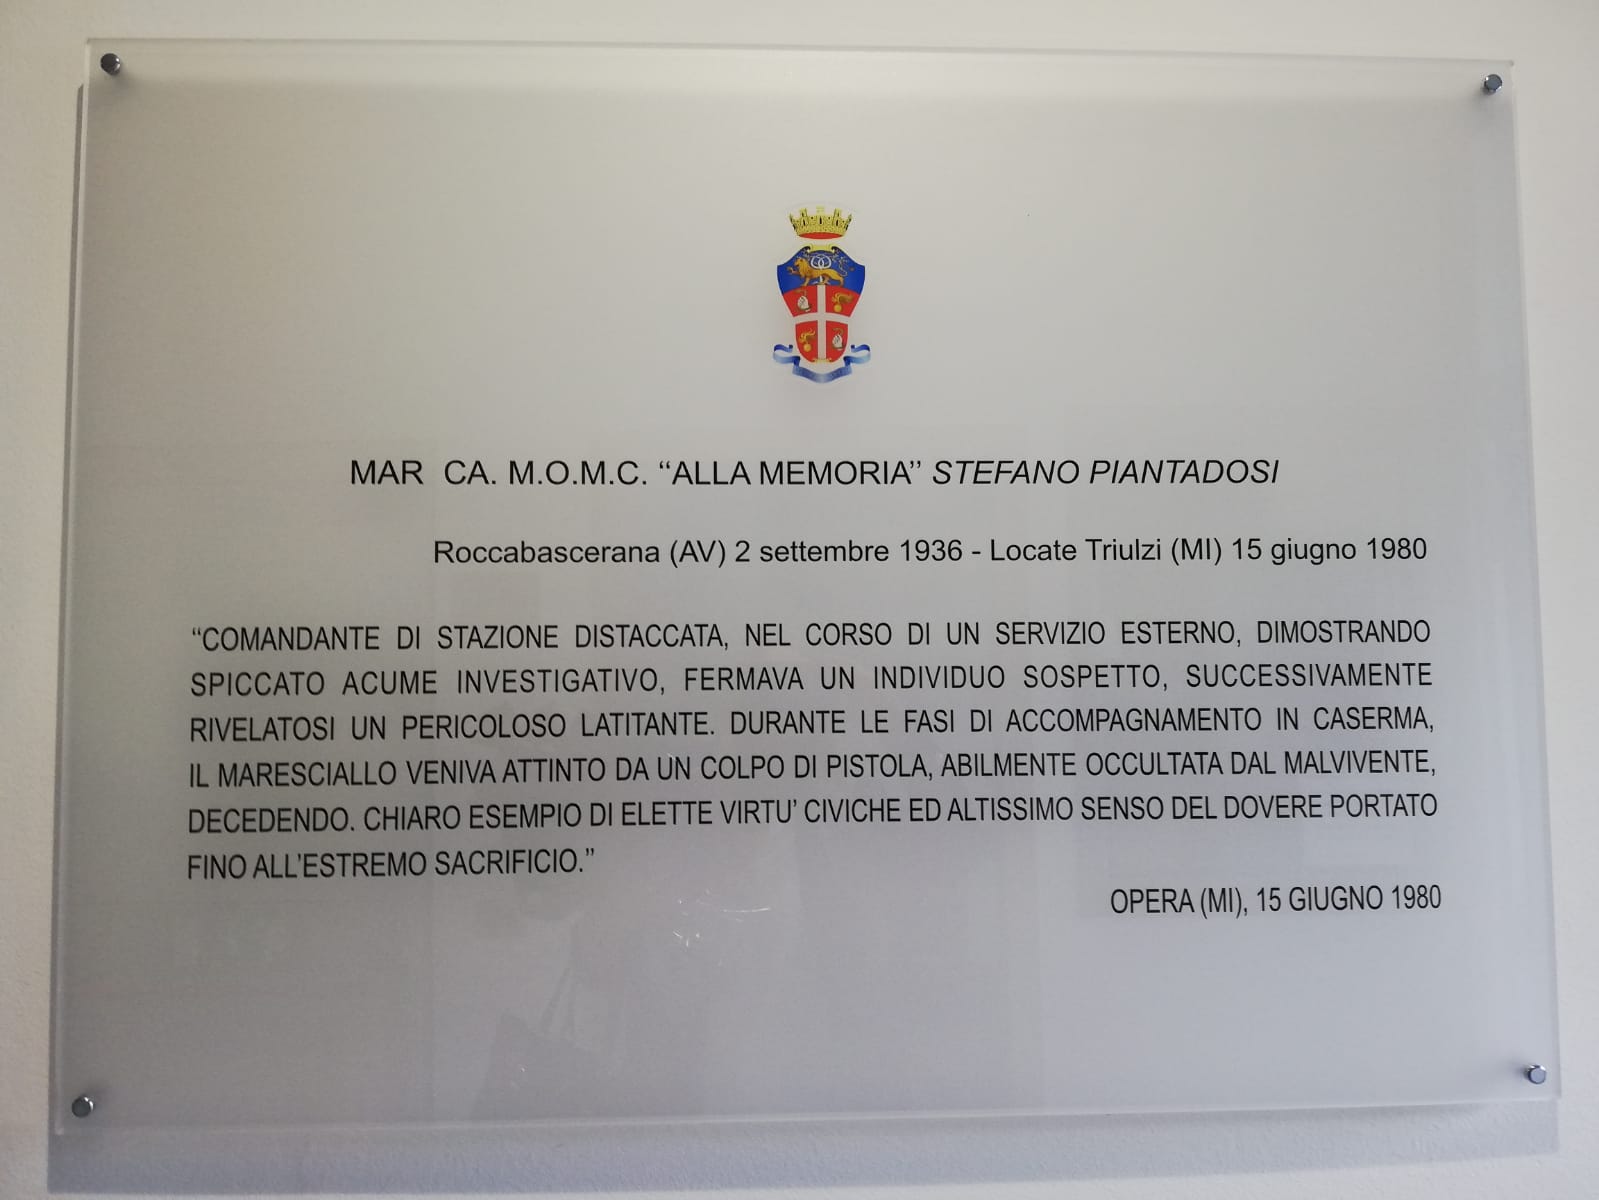 MAR CA. M.O.M.C. “ALLA MEMORIA” STEFANO PIANTADOSI
Roccabascerana (AV) 2 settembre 1936 - Locate Triulzi (MI) 15 giugno 1980
“COMANDANTE DI STAZIONE DISTACCATA, NEL CORSO DI UN SERVIZIO ESTERNO, DIMOSTRANDO
SPICCATO ACUME INVESTIGATIVO, FERMAVA UN INDIVIDUO SOSPETTO, SUCCESSIVAMENTE
RIVELATOSI UN PERICOLOSO LATITANTE. DURANTE LE FASI DI ACCOMPAGNAMENTO IN CASERMA,
IL MARESCIALLO VENIVA ATTINTO DA UN COLPO DI PISTOLA, ABILMENTE OCCULTATA DAL MALVIVENTE,
DECEDENDO. CHIARO ESEMPIO DI ELETTE VIRTU’ CIVICHE ED ALTISSIMO SENSO DEL DOVERE PORTATO
FINO ALL’ESTREMO SACRIFICIO.”
OPERA (MI), 15 GIUGNO 1980